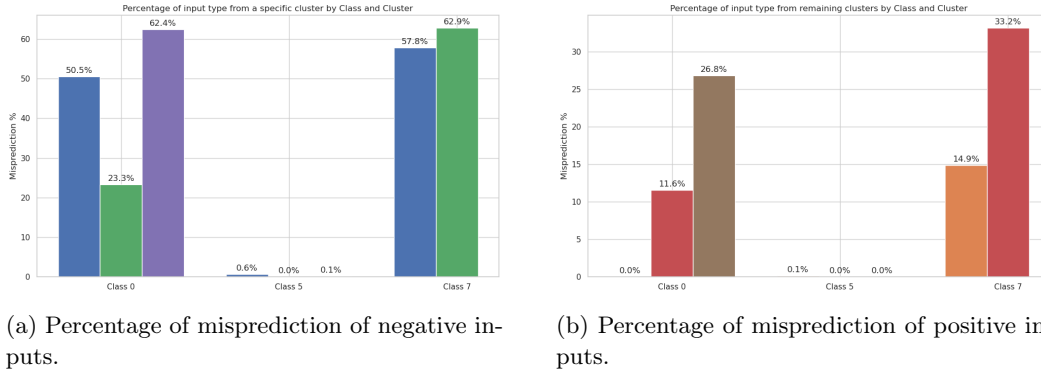 Percentage of input type from a specific cluster by Class and Cluster
Misprediction %
60
50
40
30
20
10
0
50.5%
23.3%
62.4%
0.6%
0.0%
0.1%
57.8%
62.9%
Class 0
Class 5
Class 7
(a) Percentage of misprediction of negative in-
puts.
Percentage of input type from remaining clusters by Class and Cluster
Misprediction %
30
25
20
15
10
5
0
0.0%
11.6%
26.8%
0.1%
0.0%
0.0%
14.9%
33.2%
Class 0
Class 5
Class 7
(b) Percentage of misprediction of positive in
puts.